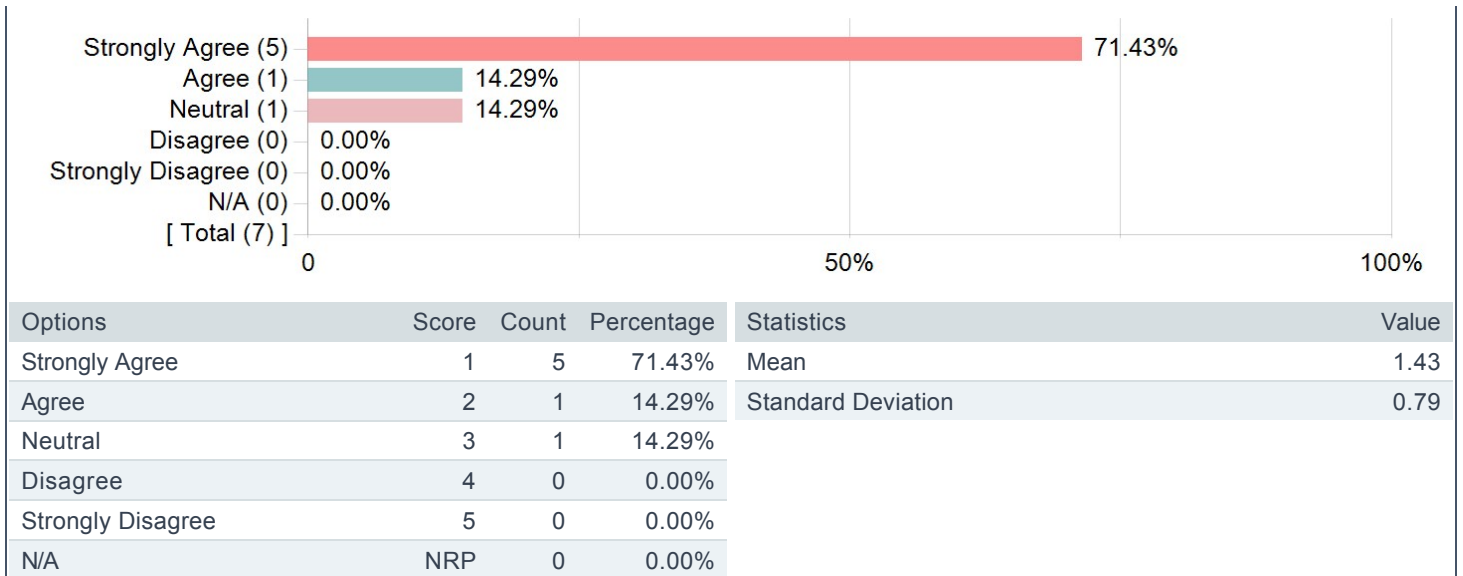 Strongly Agree (5) 71.43%
Agree (1) 14.29%
Neutral (1) 14.29%
Disagree (0) 0.00%
Strongly Disagree (0) 0.00%
N/A (0) 0.00%
[ Total (7) ]
0 50% 100%
Options Score Count Percentage Statistics Value
Strongly Agree 1 5 71.43% Mean 1.43
Agree 2 1 14.29% Standard Deviation 0.79
Neutral 3 1 14.29%
Disagree 4 0 0.00%
Strongly Disagree 5 0 0.00%
N/A NRP 0 0.00%